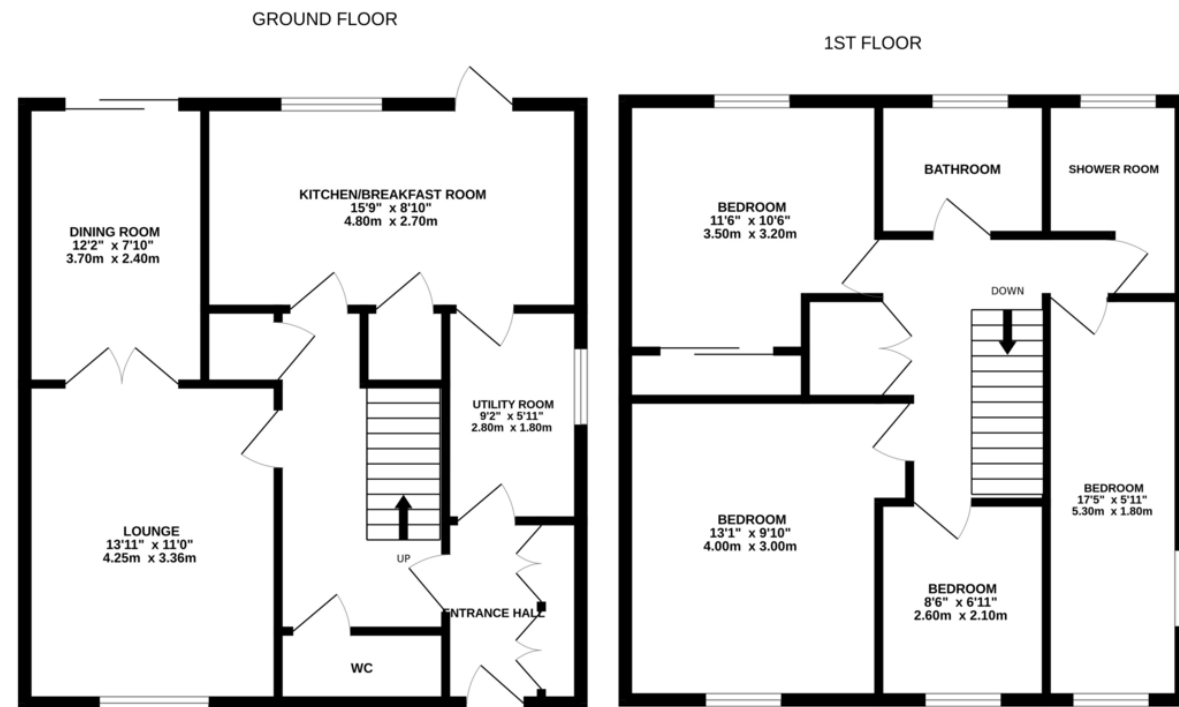 GROUND FLOOR
KITCHEN/BREAKFAST ROOM
15'9" x 8'10"
4.80m x 2.70m
DINING ROOM
12'2" x 7'10"
3.70m x 2.40m
UTILITY ROOM
9'2" x 5'11"
2.80m x 1.80m
LOUNGE
13'11" x 11'0"
4.25m x 3.36m
UP
ENTRANCE HALL
WC
1ST FLOOR
BATHROOM
SHOWER ROOM
BEDROOM
11'6" x 10'6"
3.50m x 3.20m
DOWN
BEDROOM
17'5" x 5'11"
5.30m x 1.80m
BEDROOM
13'1" x 9'10"
4.00m x 3.00m
BEDROOM
8'6" x 6'11"
2.60m x 2.10m